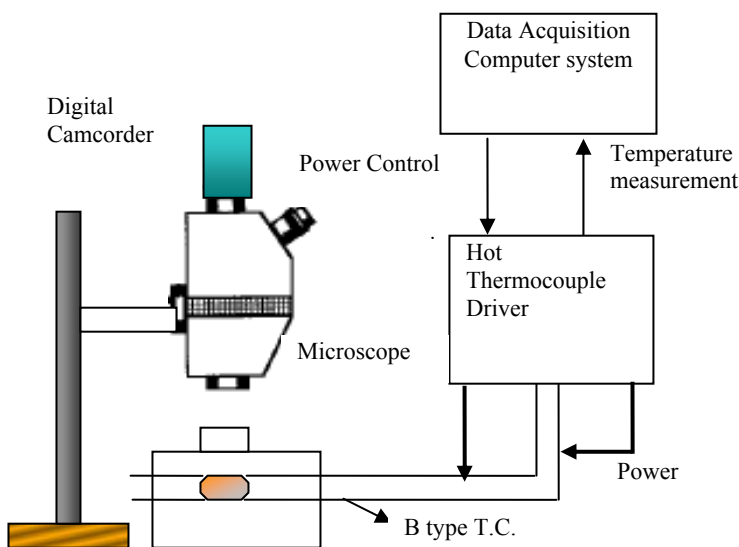 Data Acquisition
Computer system
Digital
Camcorder
Power Control
Temperature
measurement
Hot
Thermocouple
Driver
Microscope
Power
B type T.C.